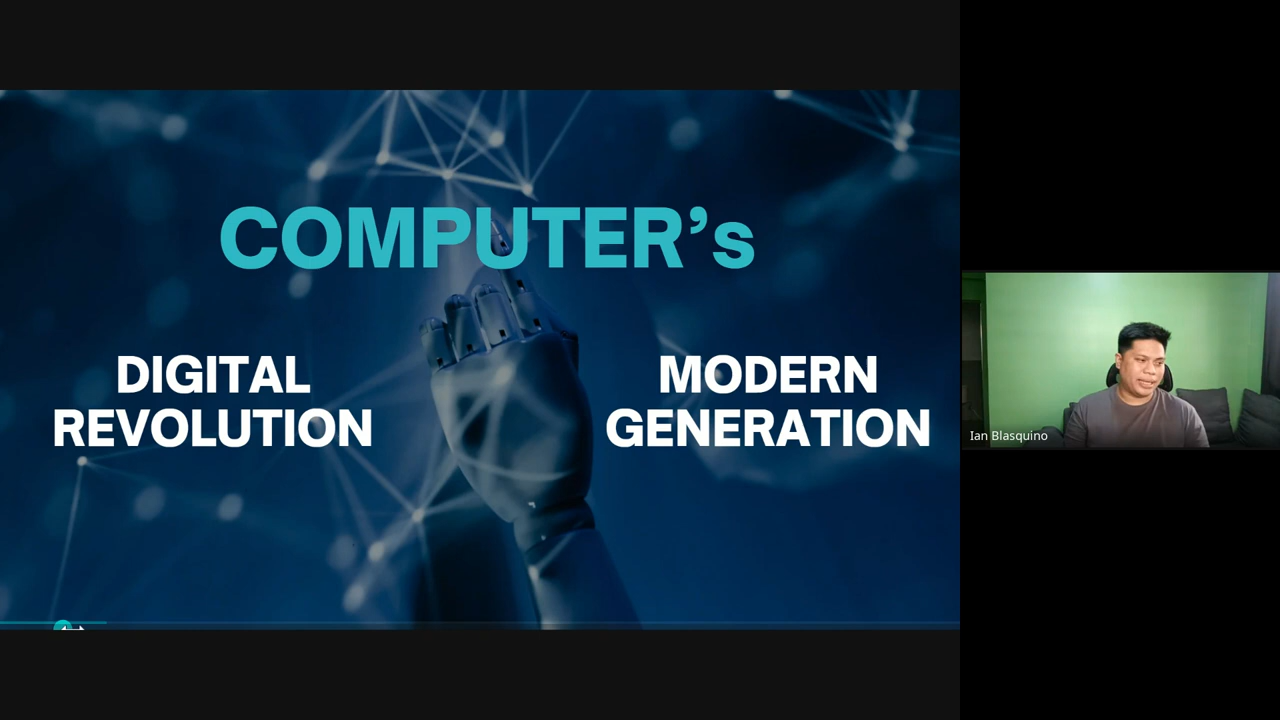 COMPUTER’s
DIGITAL
REVOLUTION
MODERN
GENERATION
Ian Blasquino